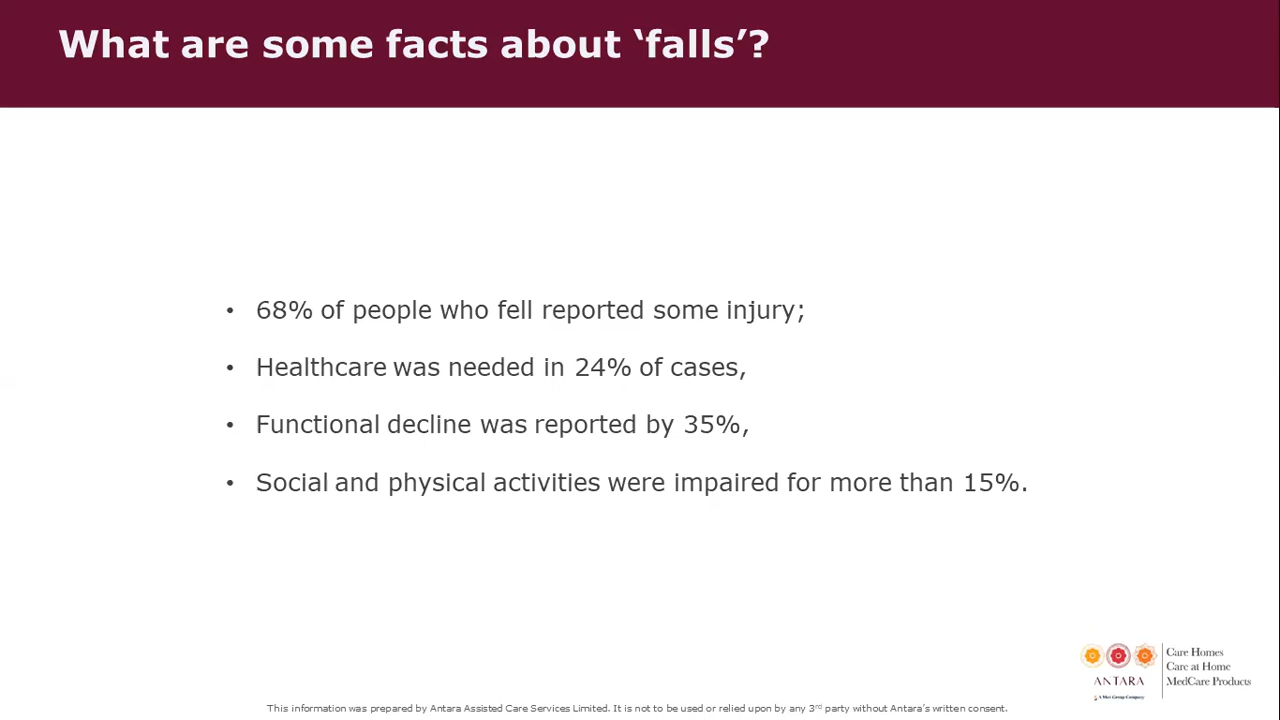 What are some facts about ‘falls’?
• 68% of people who fell reported some injury;
• Healthcare was needed in 24% of cases,
• Functional decline was reported by 35%,
• Social and physical activities were impaired for more than 15%.
Care Homes
Care at Home
MedCare Products
ANTARA
A Max Group Company
This information was prepared by Antara Assisted Care Services Limited. It is not to be used or relied upon by any 3rd party without Antara’s written consent.